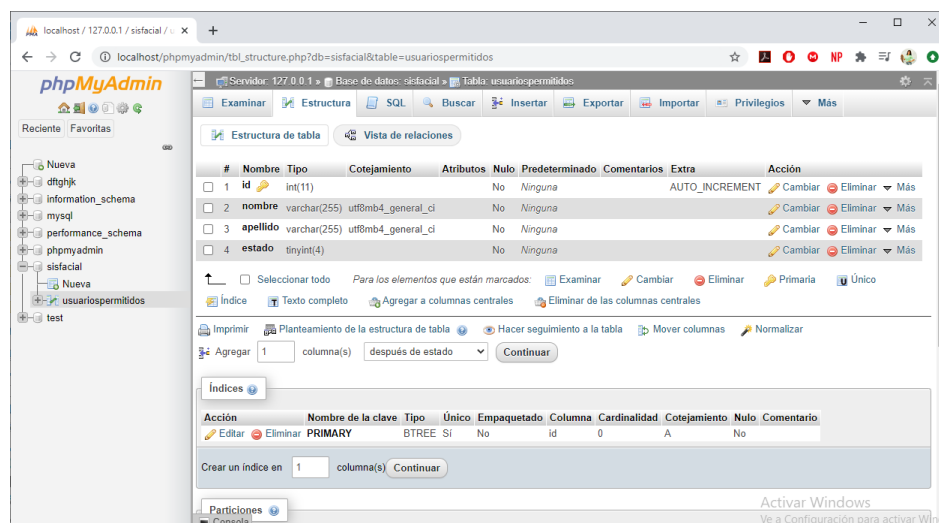 localhost / 127.0.0.1 / sisfacial / u
localhost/phpmyadmin/tbl_structure.php?db=sisfacial&table=usuariospermitidos
NP
phpMyAdmin
Reciente Favoritas
Nueva
dftghjk
information_schema
mysql
performance_schema
phpmyadmin
sisfacial
Nueva
usuariospermitidos
test
Servidor: 127.0.0.1 » Base de datos: sisfacial » Tabla: usuariospermitidos
Examinar Estructura SQL Buscar Insertar Exportar Importar Privilegios Más
Estructura de tabla Vista de relaciones
# Nombre Tipo Cotejamiento Atributos Nulo Predeterminado Comentarios Extra Acción
1 id int(11) No Ninguna AUTO_INCREMENT Cambiar Eliminar Más
2 nombre varchar(255) utf8mb4_general_ci No Ninguna Cambiar Eliminar Más
3 apellido varchar(255) utf8mb4_general_ci No Ninguna Cambiar Eliminar Más
4 estado tinyint(4) No Ninguna Cambiar Eliminar Más
Seleccionar todo Para los elementos que están marcados: Examinar Cambiar Eliminar Primaria Único
Índice Texto completo Agregar a columnas centrales Eliminar de las columnas centrales
Imprimir Planteamiento de la estructura de tabla Hacer seguimiento a la tabla Mover columnas Normalizar
Agregar 1 columna(s) después de estado Continuar
Índices
Acción Nombre de la clave Tipo Único Empaquetado Columna Cardinalidad Cotejamiento Nulo Comentario
Editar Eliminar PRIMARY BTREE Sí No id 0 A No
Crear un índice en 1 columna(s) Continuar
Particiones
Consola
Activar Windows
Ve a Configuración para activar Win